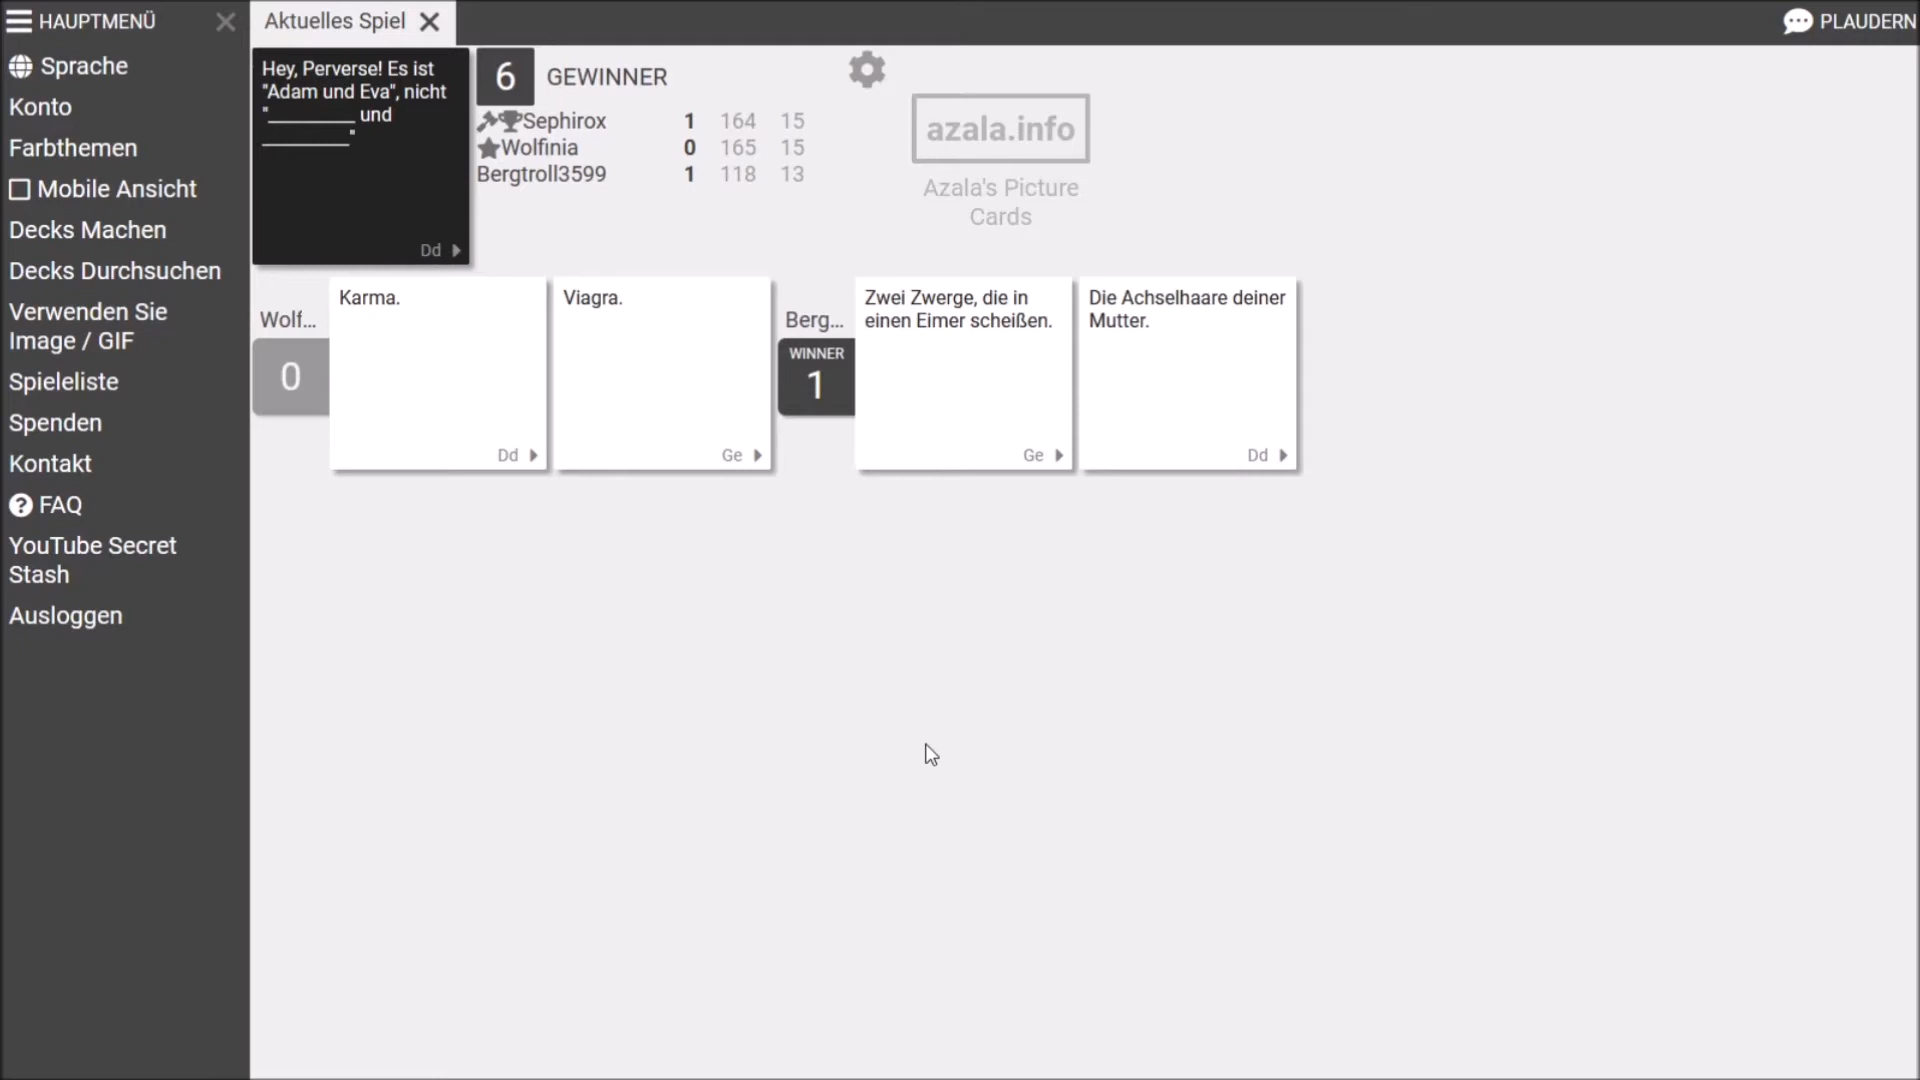 HAUPTMENÜ
Aktuelles Spiel
PLAUDERN
Sprache
Konto
Farbthemen
Mobile Ansicht
Decks Machen
Decks Durchsuchen
Verwenden Sie
Image / GIF
Spieleliste
Spenden
Kontakt
FAQ
YouTube Secret
Stash
Ausloggen
Hey, Perverse! Es ist
"Adam und Eva", nicht
"__________ und
__________"
Dd
6 GEWINNER
Sephirox 1 164 15
Wolfinia 0 165 15
Bergtroll3599 1 118 13
azala.info
Azala's Picture
Cards
Wolf...
0
Karma.
Dd
Viagra.
Ge
Berg...
WINNER
1
Zwei Zwerge, die in
einen Eimer scheißen.
Ge
Die Achselhaare deiner
Mutter.
Dd